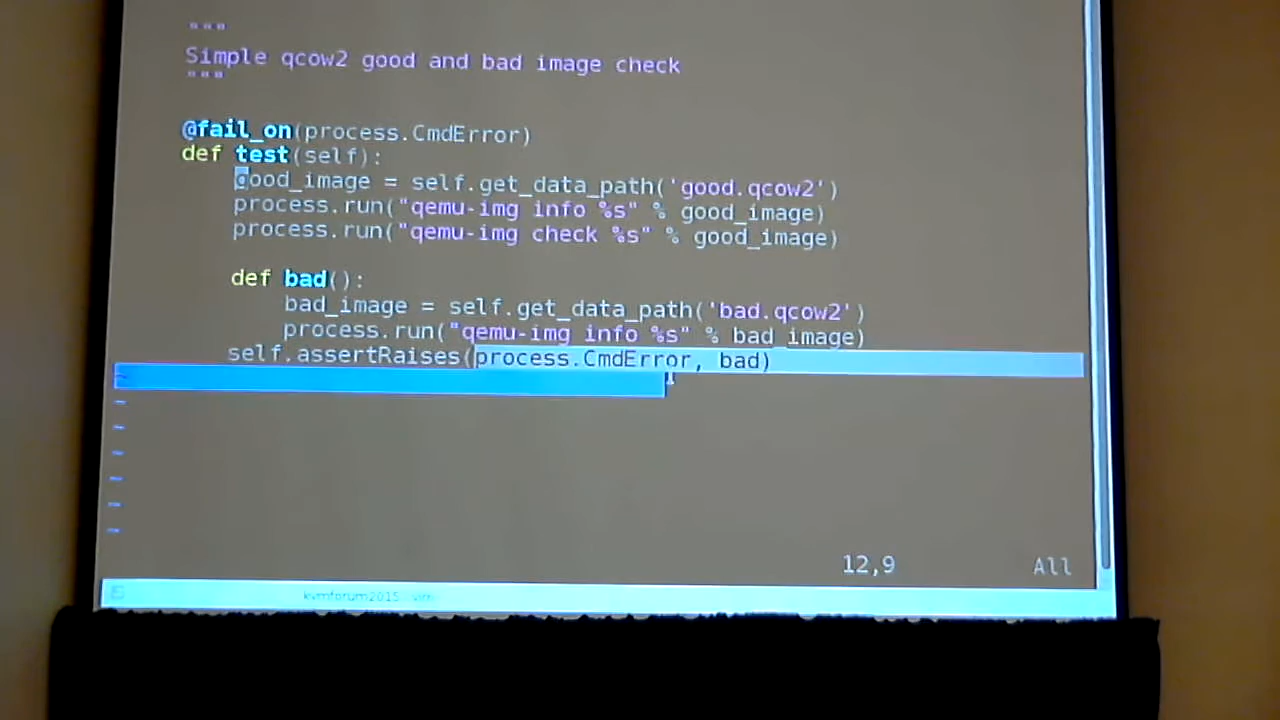 """
Simple qcow2 good and bad image check
"""
@fail_on(process.CmdError)
def test(self):
good_image = self.get_data_path('good.qcow2')
process.run("qemu-img info %s" % good_image)
process.run("qemu-img check %s" % good_image)
def bad():
bad_image = self.get_data_path('bad.qcow2')
process.run("qemu-img info %s" % bad_image)
self.assertRaises(process.CmdError, bad)
~
~
~
~
~
~
~
12,9 All
kvmforum2015 : vim